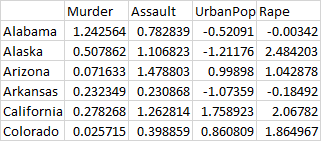 Murder Assault UrbanPop Rape
Alabama 1.242564 0.782839 -0.52091 -0.00342
Alaska 0.507862 1.106823 -1.21176 2.484203
Arizona 0.071633 1.478803 0.99898 1.042878
Arkansas 0.232349 0.230868 -1.07359 -0.18492
California 0.278268 1.262814 1.758923 2.06782
Colorado 0.025715 0.398859 0.860809 1.864967